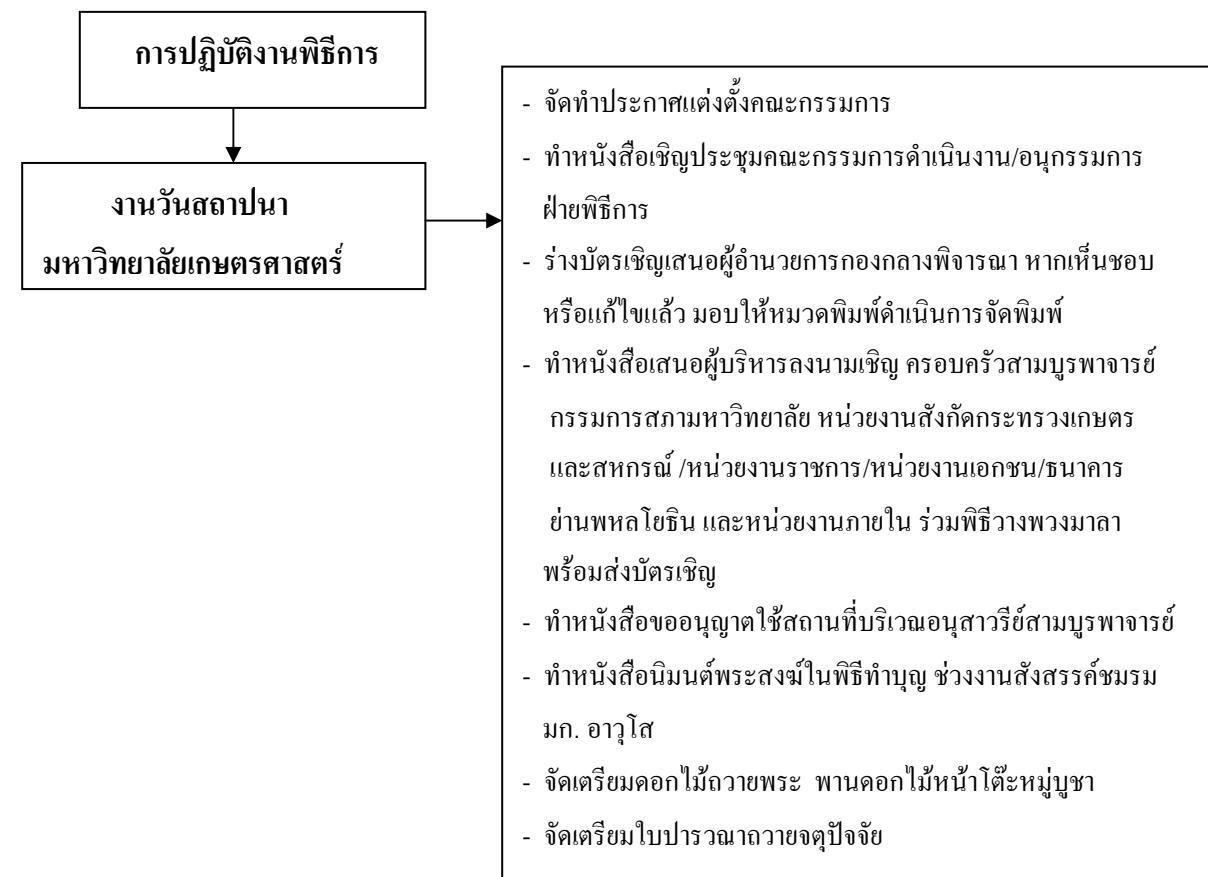 การปฏิบัติงานพิธีการ
งานวันสถาปนา
มหาวิทยาลัยเกษตรศาสตร์
- จัดทำประกาศแต่งตั้งคณะกรรมการ
- ทำหนังสือเชิญประชุมคณะกรรมการดำเนินงาน/อนุกรรมการ
ฝ่ายพิธีการ
- ร่างบัตรเชิญเสนอผู้อำนวยการกองกลางพิจารณา หากเห็นชอบ
หรือแก้ไขแล้ว มอบให้หมวดพิมพ์ดำเนินการจัดพิมพ์
- ทำหนังสือเสนอผู้บริหารลงนามเชิญ ครอบครัวสามบูรพาจารย์
กรรมการสภามหาวิทยาลัย หน่วยงานสังกัดกระทรวงเกษตร
และสหกรณ์ /หน่วยงานราชการ/หน่วยงานเอกชน/ธนาคาร
ย่านพหลโยธิน และหน่วยงานภายใน ร่วมพิธีวางพวงมาลา
พร้อมส่งบัตรเชิญ
- ทำหนังสือขออนุญาตใช้สถานที่บริเวณอนุสาวรีย์สามบูรพาจารย์
- ทำหนังสือนิมนต์พระสงฆ์ในพิธีทำบุญ ช่วงงานสังสรรค์ชมรม
มก. อาวุโส
- จัดเตรียมดอกไม้ถวายพระ พานดอกไม้หน้าโต๊ะหมู่บูชา
- จัดเตรียมใบปารวณาถวายจตุปัจจัย